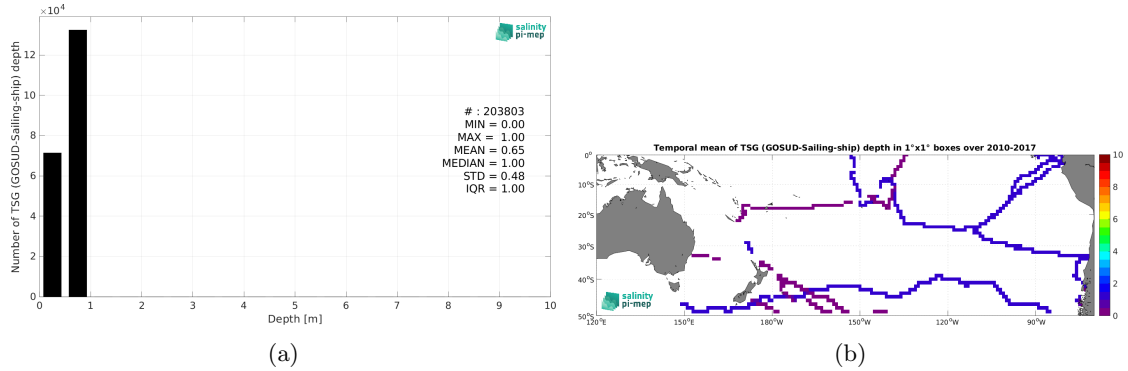 ×10⁴
12
10
8
6
4
2
0
0 1 2 3 4 5 6 7 8 9 10
Number of TSG (GOSUD-Sailing-ship) depth
Depth [m]
salinity
pi-mep
# : 203803
MIN = 0.00
MAX = 1.00
MEAN = 0.65
MEDIAN = 1.00
STD = 0.48
IQR = 1.00
(a)
Temporal mean of TSG (GOSUD-Sailing-ship) depth in 1°x1° boxes over 2010-2017
0°
10°S
20°S
30°S
40°S
50°S
120°E 150°E 180°W 150°W 120°W 90°W
salinity
pi-mep
10
8
6
4
2
0
(b)